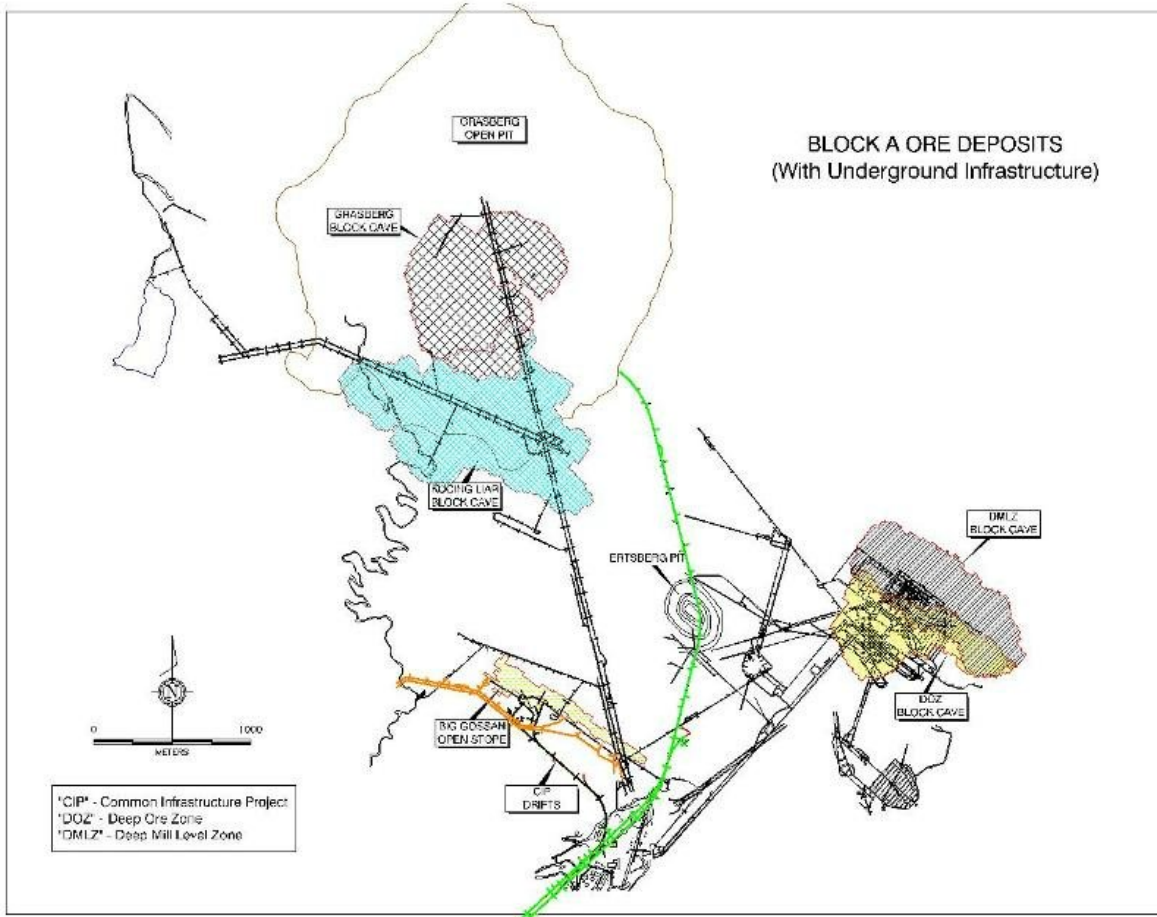 GRASBERG
OPEN PIT
BLOCK A ORE DEPOSITS
(With Underground Infrastructure)
GRASBERG
BLOCK CAVE
KUCING LIAR
BLOCK CAVE
DMLZ
BLOCK CAVE
ERTSBERG PIT
DOZ
BLOCK CAVE
BIG GOSSAN
OPEN STOPE
CIP
DRIFTS
N
0 1000
METERS
"CIP" - Common Infrastructure Project
"DOZ" - Deep Ore Zone
"DMLZ" - Deep Mill Level Zone